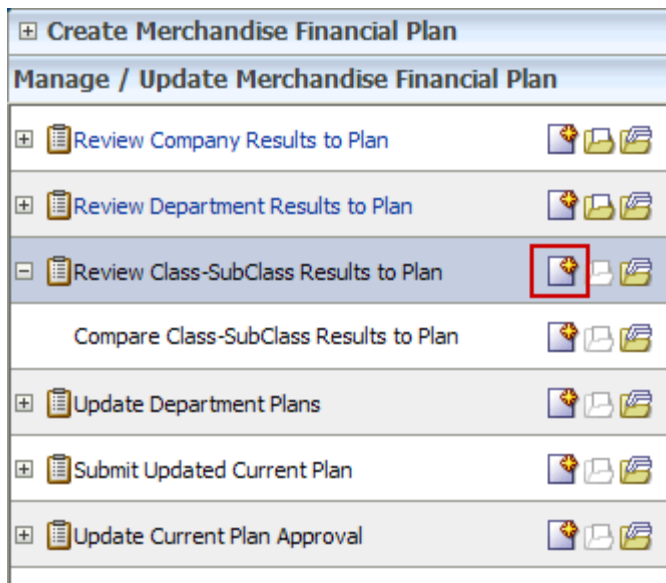 Create Merchandise Financial Plan
Manage / Update Merchandise Financial Plan
Review Company Results to Plan
Review Department Results to Plan
Review Class-SubClass Results to Plan
Compare Class-SubClass Results to Plan
Update Department Plans
Submit Updated Current Plan
Update Current Plan Approval